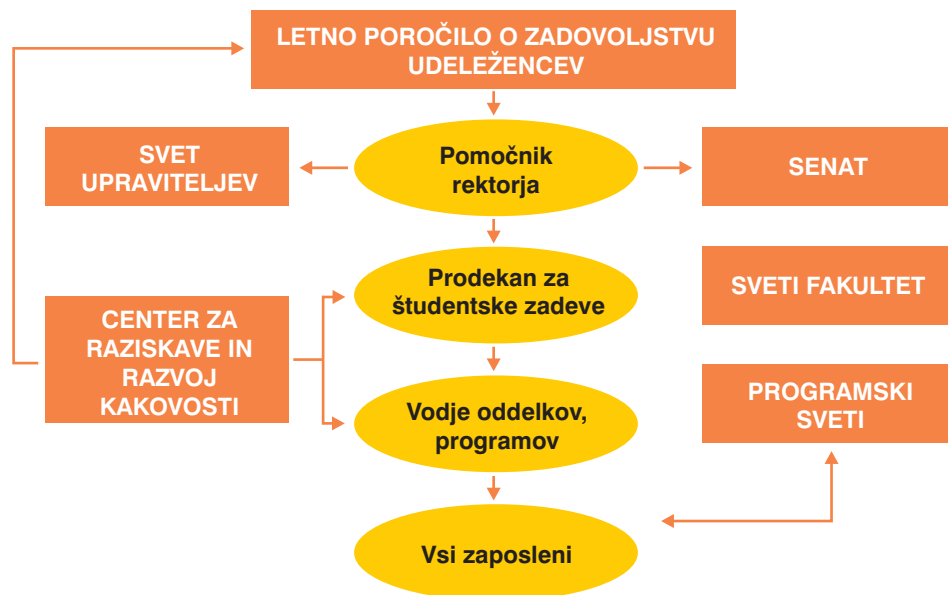 LETNO POROČILO O ZADOVOLJSTVU
UDELEŽENCEV
SVET
UPRAVITELJEV
Pomočnik
rektorja
SENAT
Prodekan za
študentske zadeve
SVETI FAKULTET
CENTER ZA
RAZISKAVE IN
RAZVOJ
KAKOVOSTI
Vodje oddelkov,
programov
PROGRAMSKI
SVETI
Vsi zaposleni